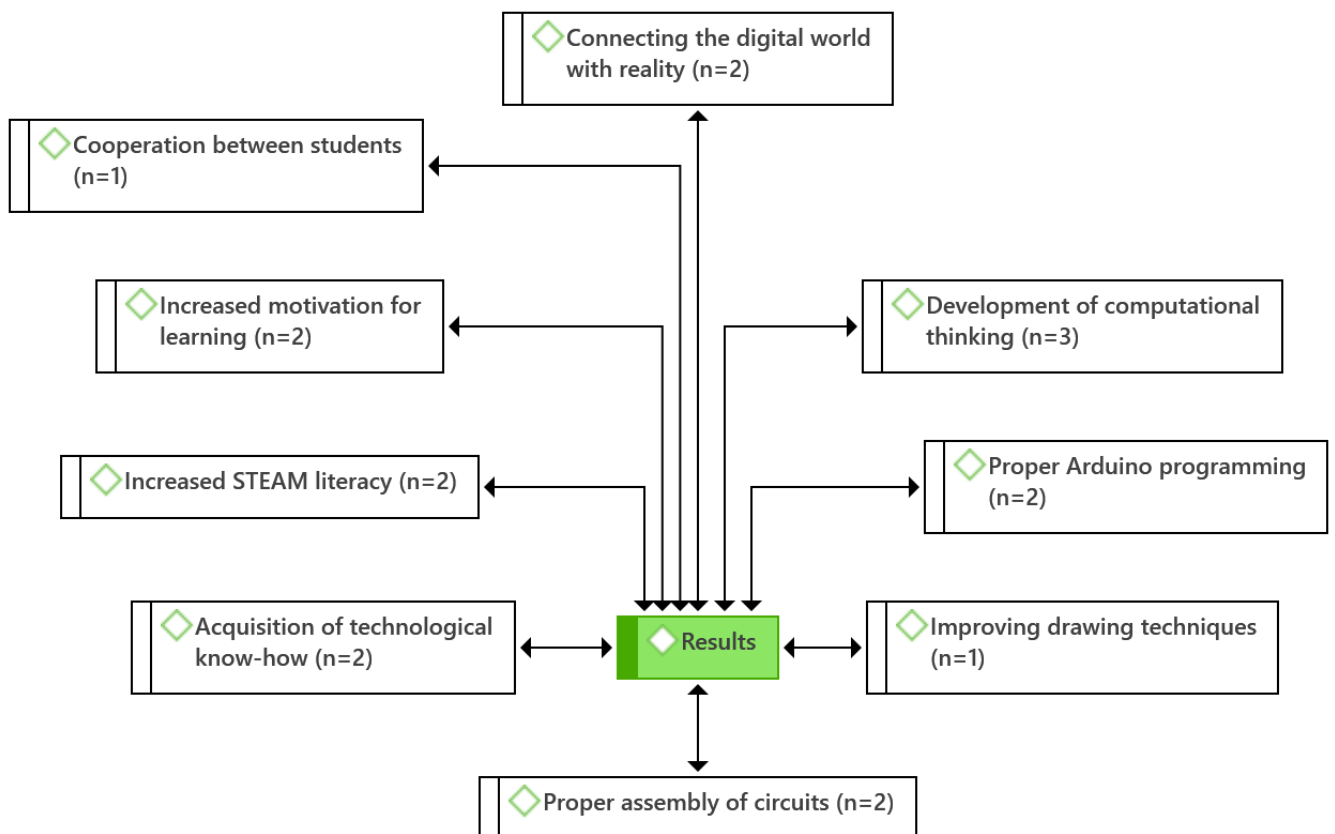 Connecting the digital world
with reality (n=2)
Cooperation between students
(n=1)
Increased motivation for
learning (n=2)
Development of computational
thinking (n=3)
Increased STEAM literacy (n=2)
Proper Arduino programming
(n=2)
Acquisition of technological
know-how (n=2)
Results
Improving drawing techniques
(n=1)
Proper assembly of circuits (n=2)